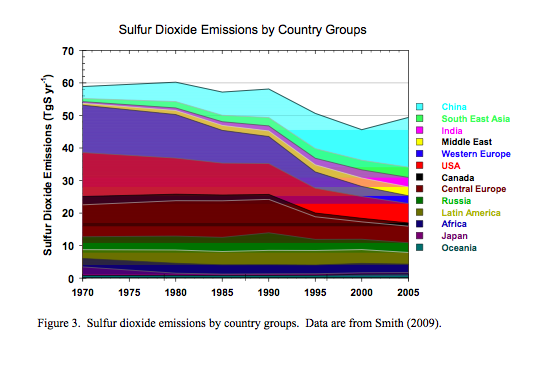 Sulfur Dioxide Emissions by Country Groups
Sulfur Dioxide Emissions (TgS yr⁻¹)
70
60
50
40
30
20
10
0
1970 1975 1980 1985 1990 1995 2000 2005
China
South East Asia
India
Middle East
Western Europe
USA
Canada
Central Europe
Russia
Latin America
Africa
Japan
Oceania
Figure 3. Sulfur dioxide emissions by country groups. Data are from Smith (2009).